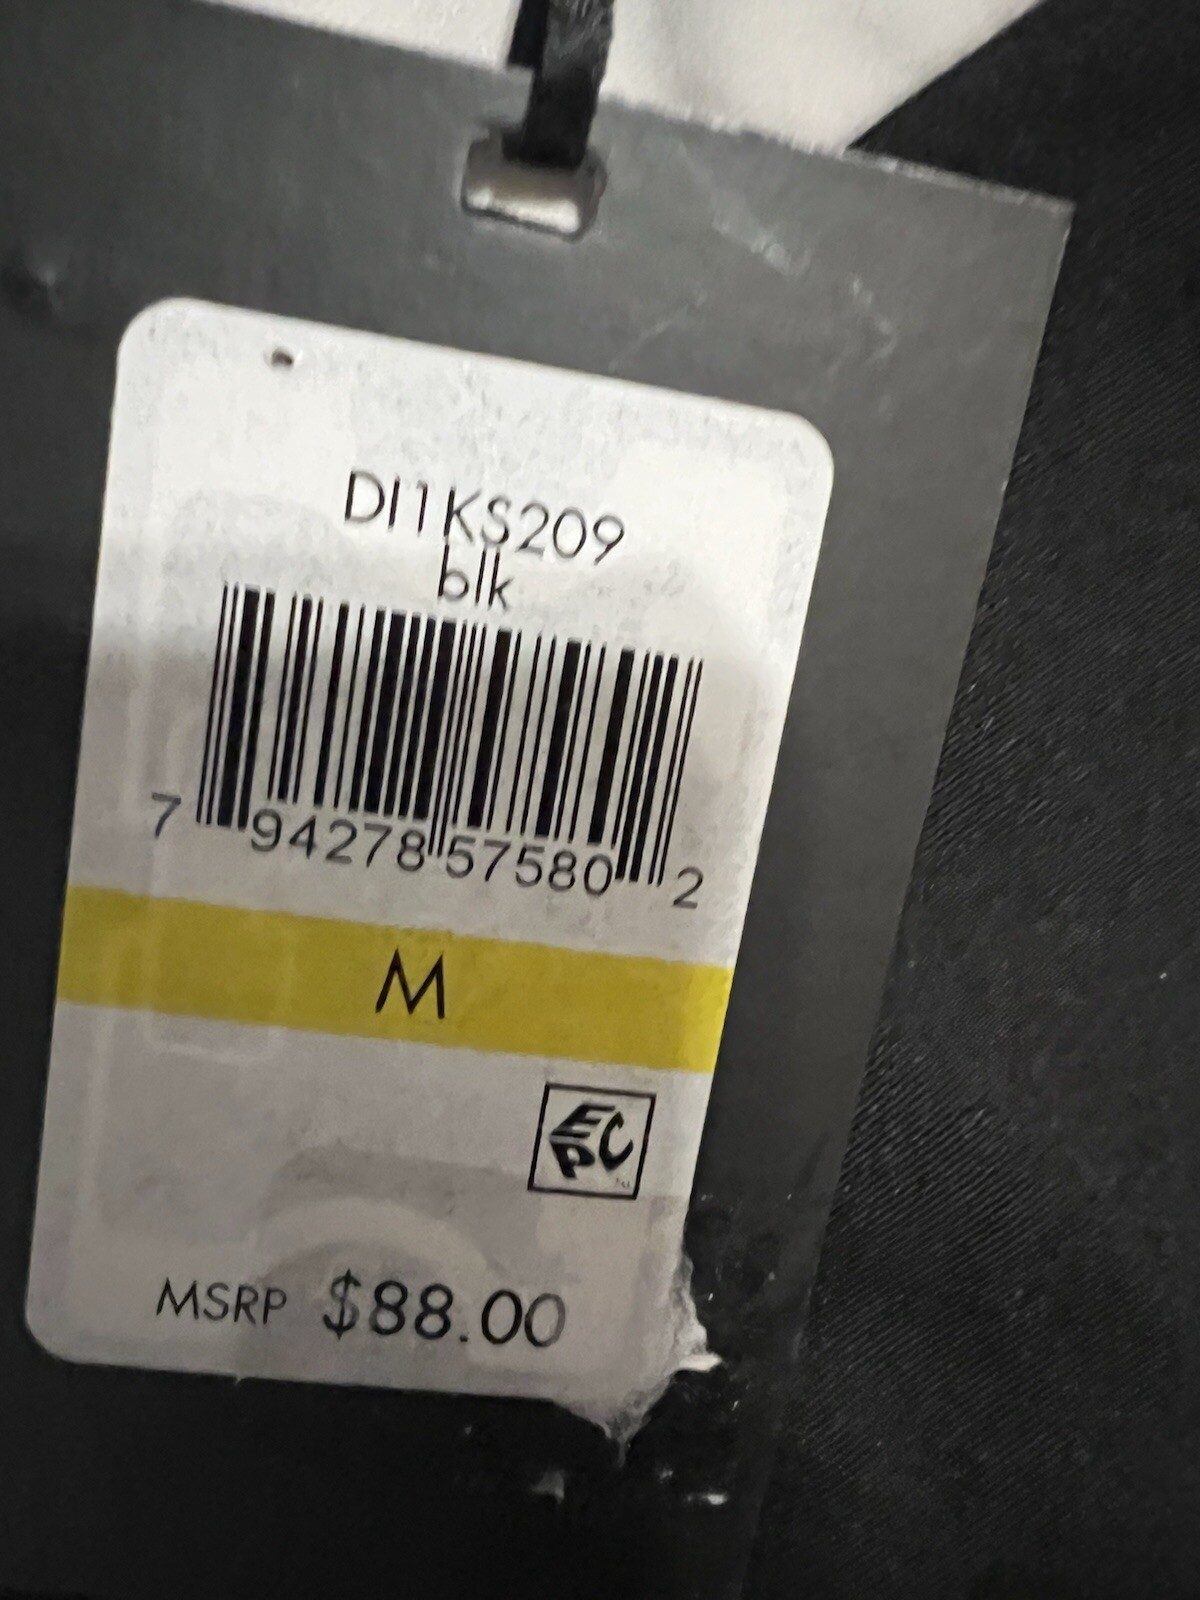 DI1KS209
blk
7 94278 57580 2
M
EPC
MSRP $88.00